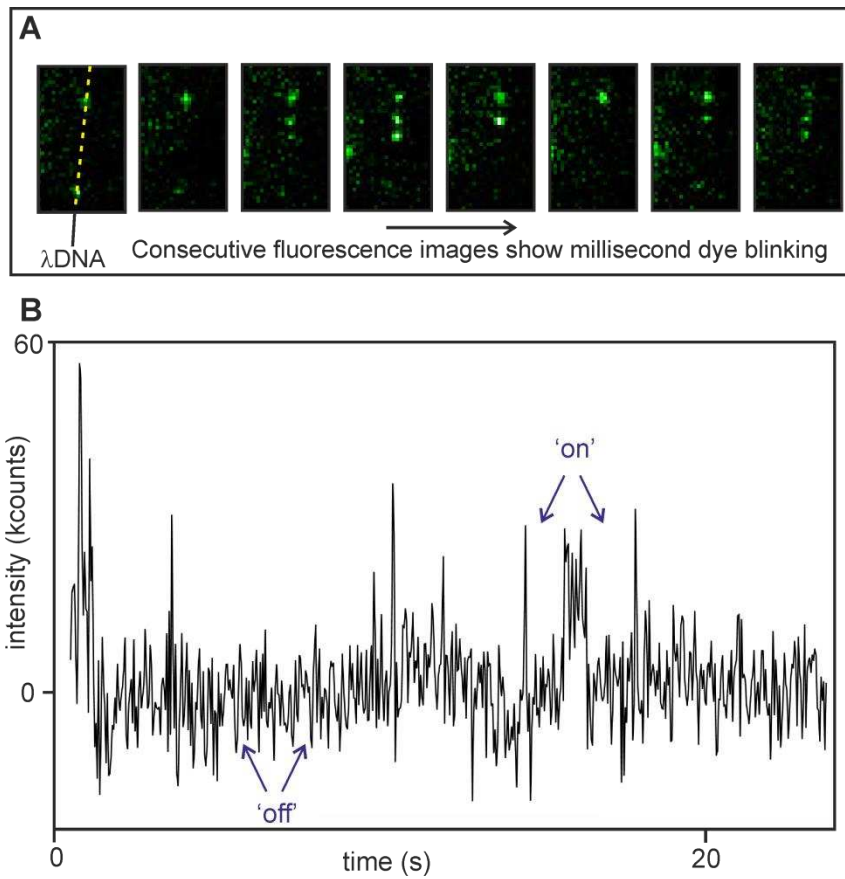 A
λDNA
Consecutive fluorescence images show millisecond dye blinking
B
60
intensity (kcounts)
0
'on'
'off'
0
20
time (s)